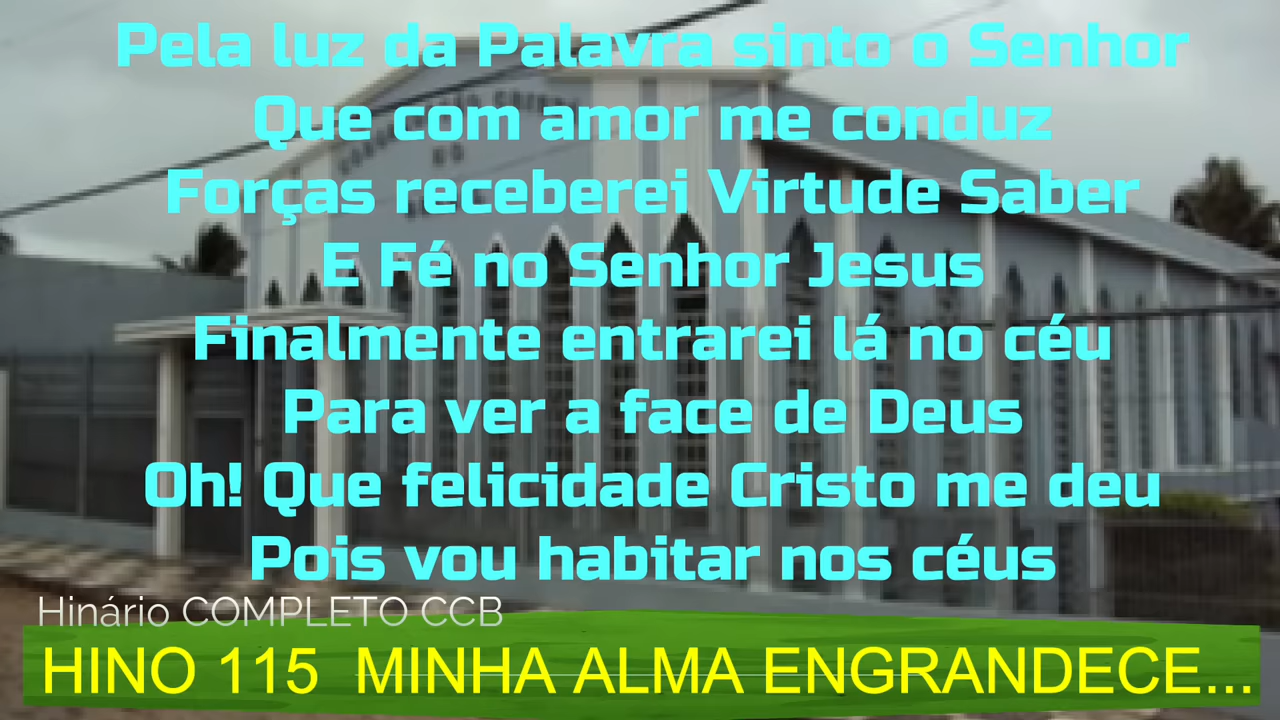 Pela luz da Palavra sinto o Senhor
Que com amor me conduz
Forças receberei Virtude Saber
E Fé no Senhor Jesus
Finalmente entrarei lá no céu
Para ver a face de Deus
Oh! Que felicidade Cristo me deu
Pois vou habitar nos céus
Hinário COMPLETO CCB
HINO 115 MINHA ALMA ENGRANDECE...